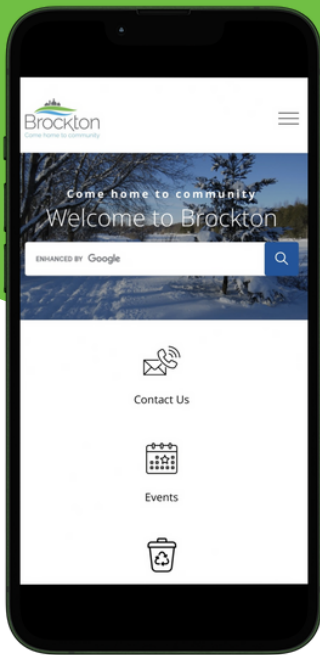 Brockton
Come home to community
Come home to community
Welcome to Brockton
ENHANCED BY Google
Contact Us
Events